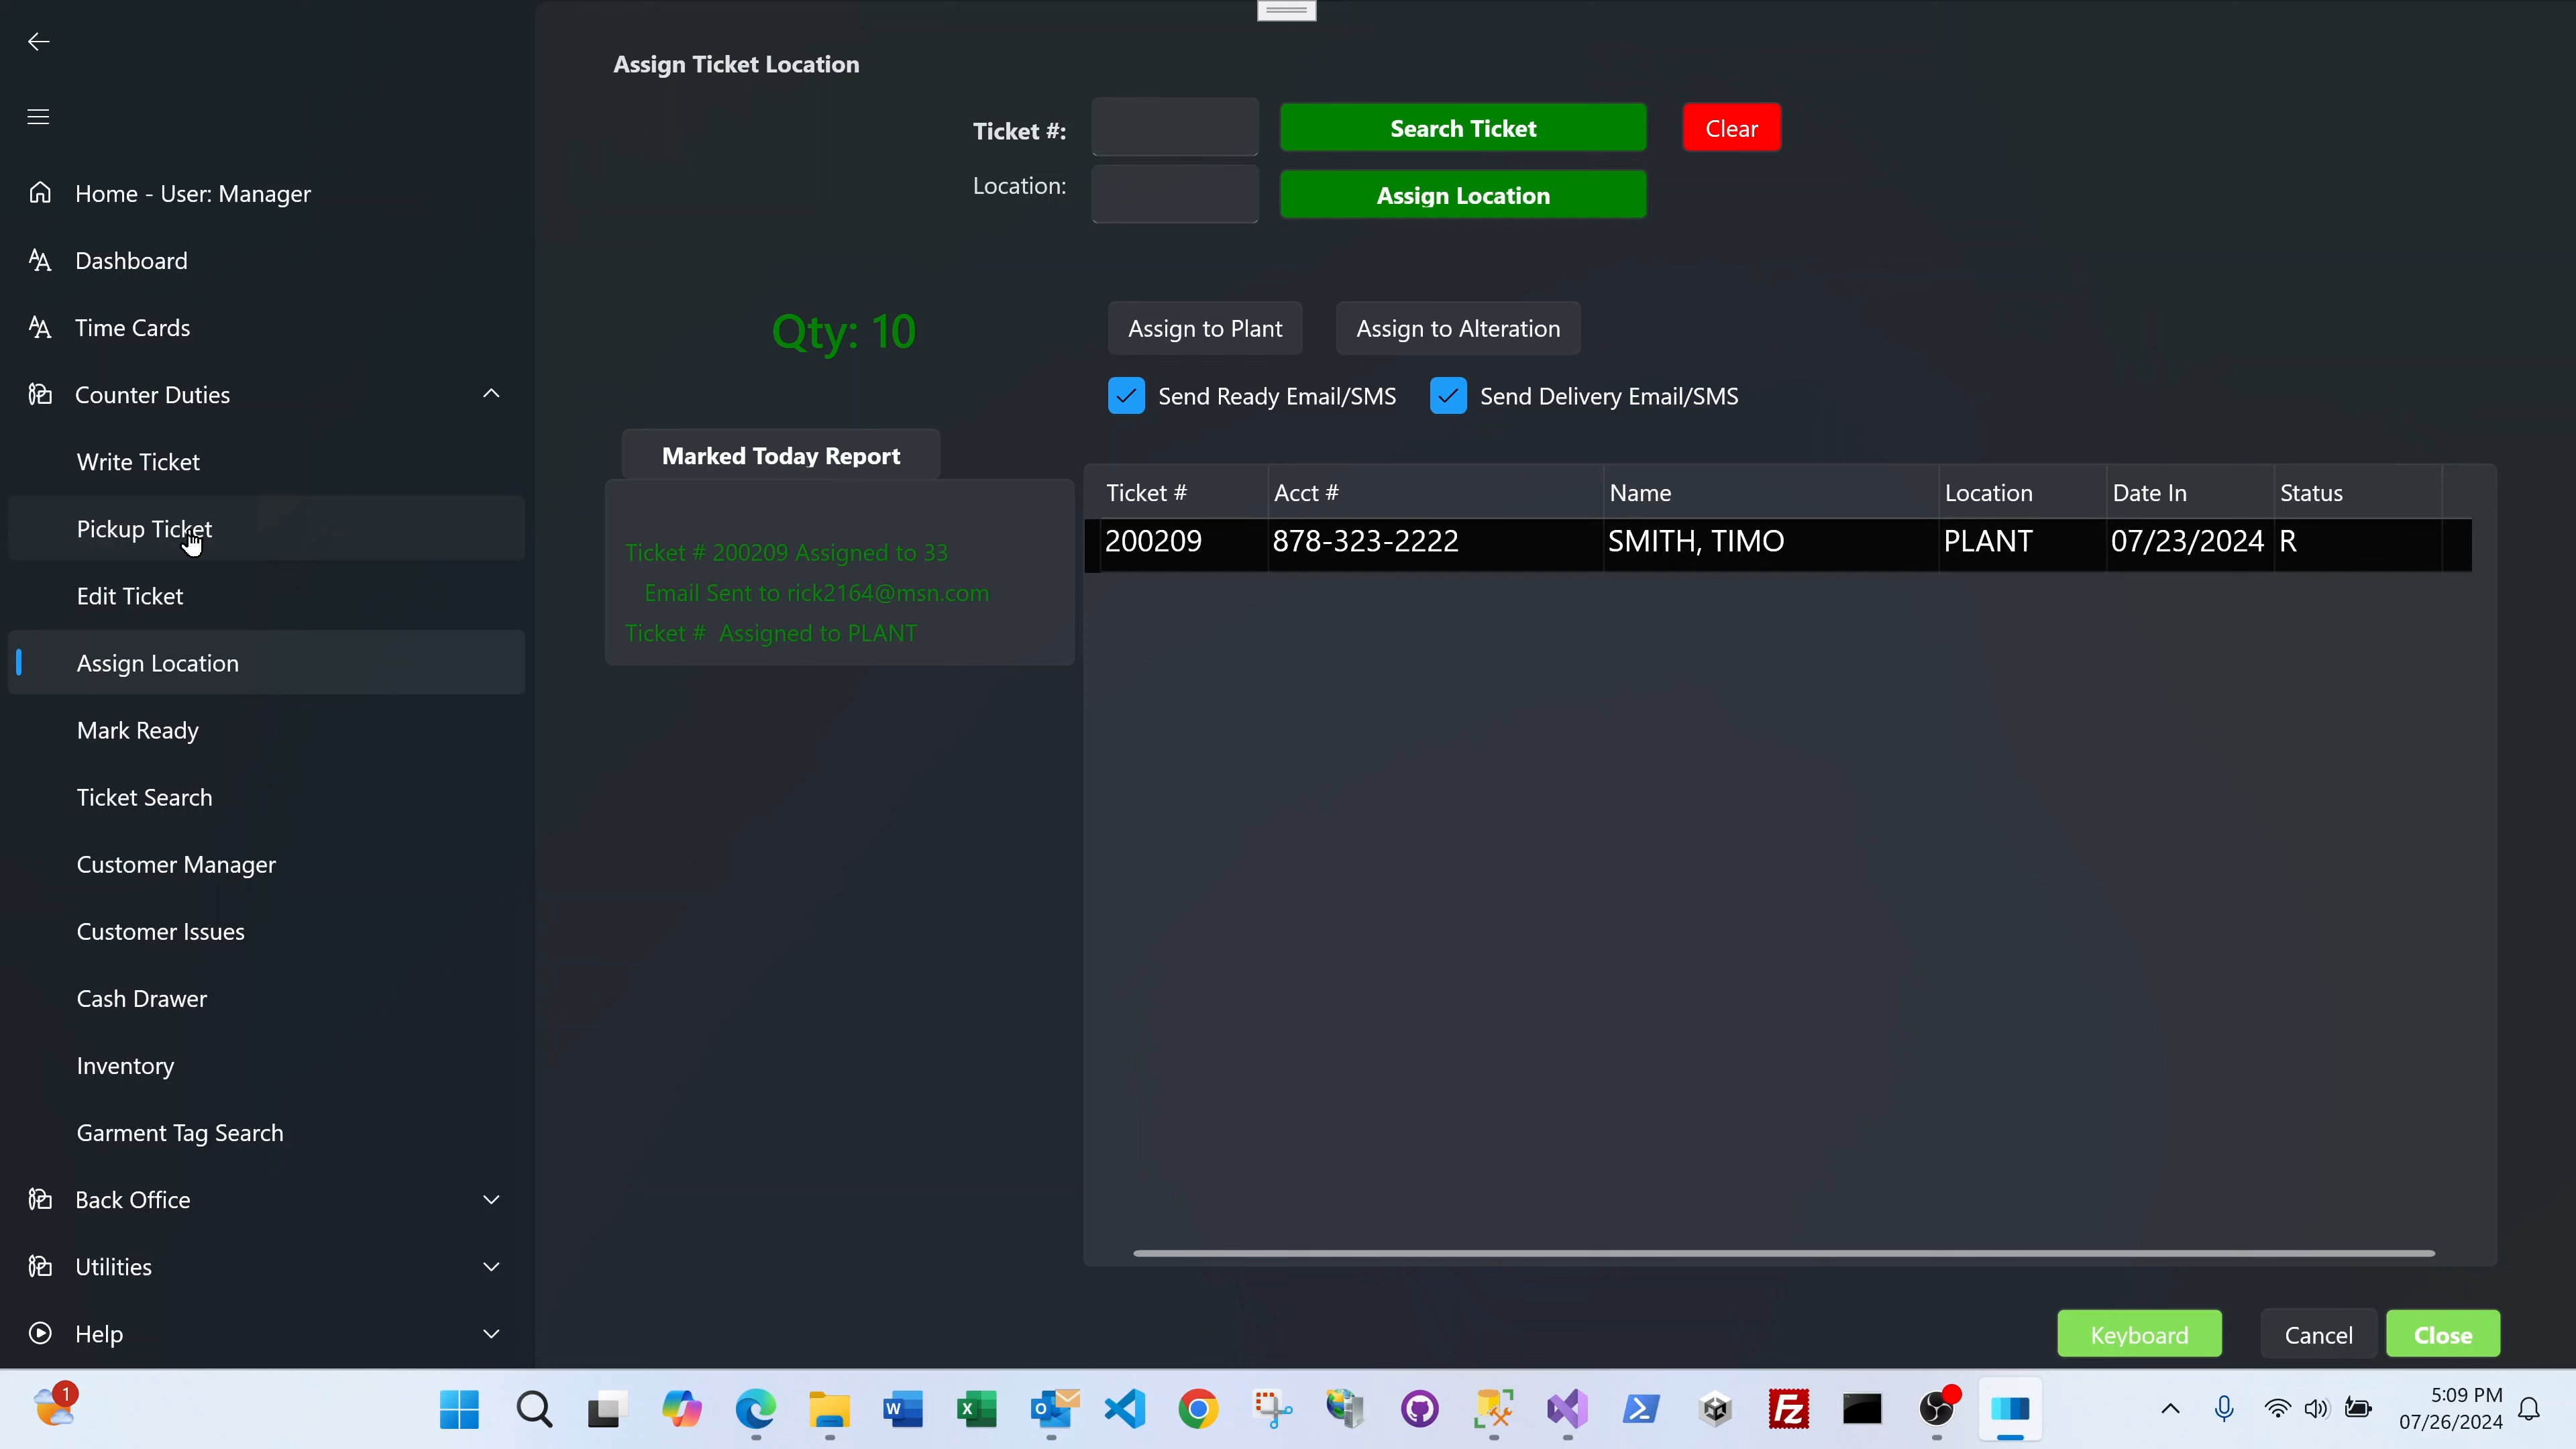 Assign Ticket Location
Ticket #:
Search Ticket
Clear
Location:
Assign Location
Home - User: Manager
Dashboard
Time Cards
Counter Duties
Write Ticket
Pickup Ticket
Edit Ticket
Assign Location
Mark Ready
Ticket Search
Customer Manager
Customer Issues
Cash Drawer
Inventory
Garment Tag Search
Back Office
Utilities
Help
Qty: 10
Assign to Plant
Assign to Alteration
Send Ready Email/SMS
Send Delivery Email/SMS
Marked Today Report
Ticket # 200209 Assigned to 33
Email Sent to rick2164@msn.com
Ticket # Assigned to PLANT
Ticket # Acct # Name Location Date In Status
200209 878-323-2222 SMITH, TIMO PLANT 07/23/2024 R
Keyboard
Cancel
Close
1
5:09 PM
07/26/2024